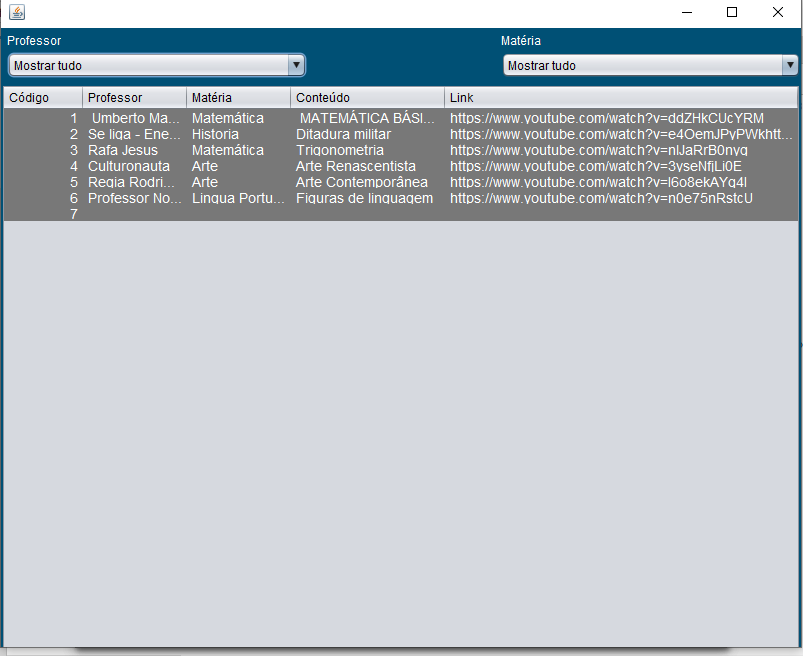 Professor Matéria
Mostrar tudo Mostrar tudo
Código Professor Matéria Conteúdo Link
1 Umberto Ma... Matemática MATEMÁTICA BÁSI... https://www.youtube.com/watch?v=ddZHkCUcYRM
2 Se liga - Ene... Historia Ditadura militar https://www.youtube.com/watch?v=e4OemJPyPWkhtt...
3 Rafa Jesus Matemática Trigonometria https://www.youtube.com/watch?v=nIJaRrB0nyg
4 Culturonauta Arte Arte Renascentista https://www.youtube.com/watch?v=3yseNfjLi0E
5 Regia Rodri... Arte Arte Contemporânea https://www.youtube.com/watch?v=l6o8ekAYg4I
6 Professor No... Lingua Portu... Figuras de linguagem https://www.youtube.com/watch?v=n0e75nRstcU
7